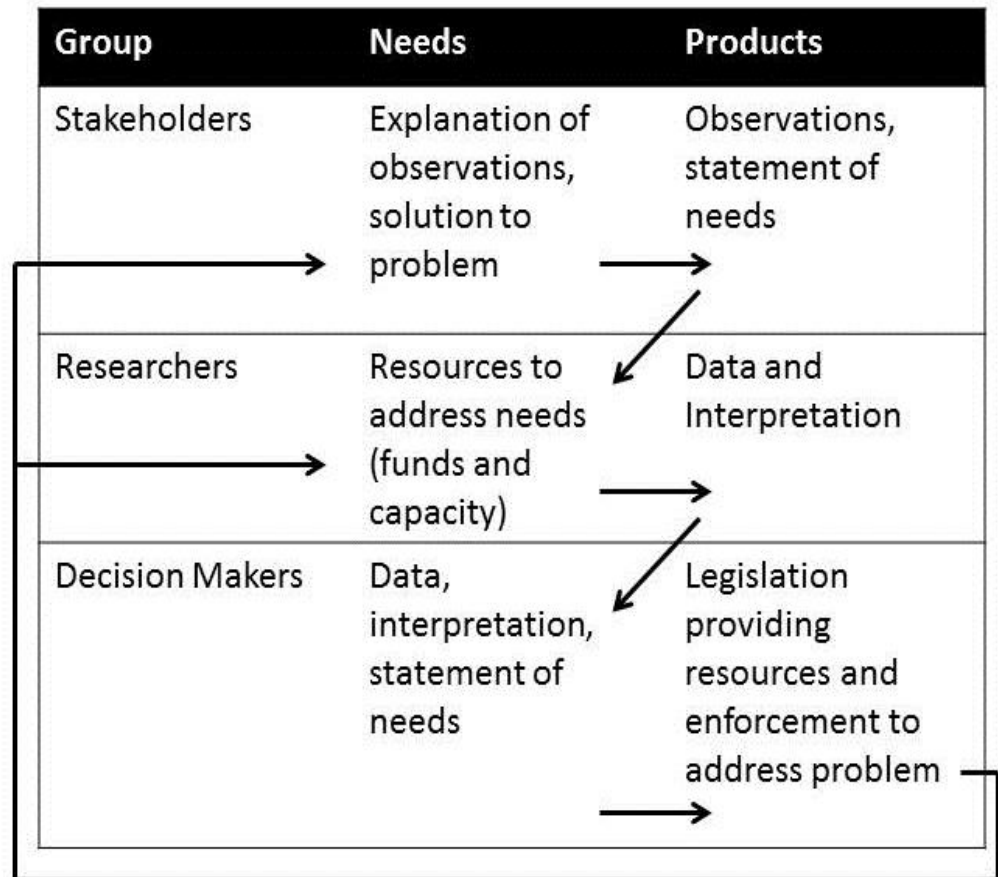 Group Needs Products
Stakeholders
Explanation of
observations,
solution to
problem
Observations,
statement of
needs
Researchers
Resources to
address needs
(funds and
capacity)
Data and
Interpretation
Decision Makers
Data,
interpretation,
statement of
needs
Legislation
providing
resources and
enforcement to
address problem